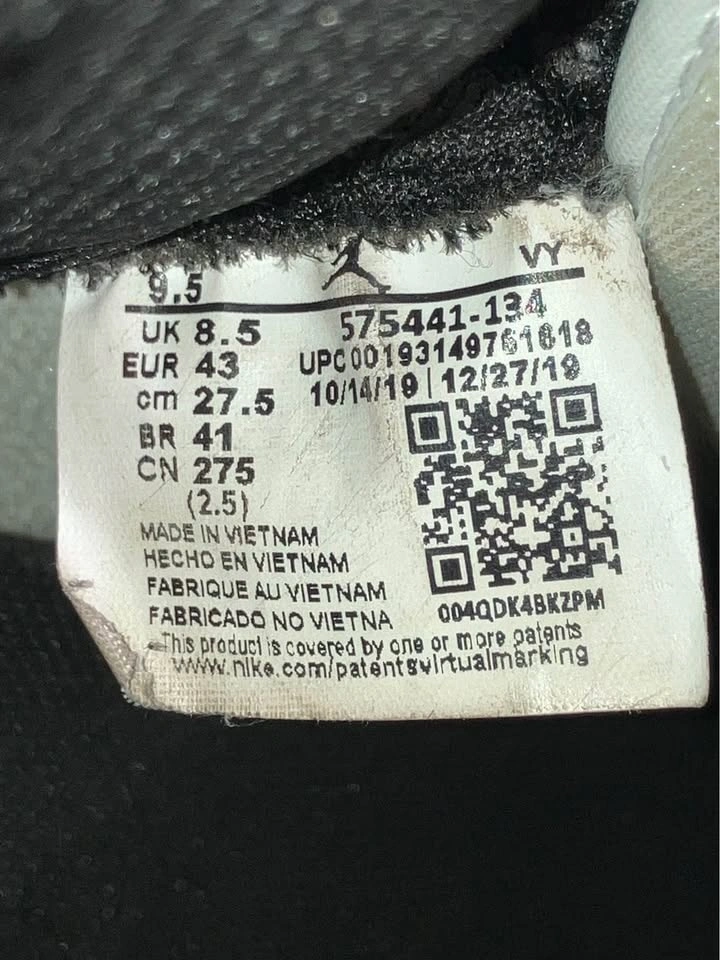 9.5 VY
UK 8.5 575441-134
EUR 43 UPC 00193149761618
cm 27.5 10/14/19 | 12/27/19
BR 41
CN 275
(2.5)
MADE IN VIETNAM
HECHO EN VIETNAM
FABRIQUE AU VIETNAM
FABRICADO NO VIETNA
004QDK4BKZPM
This product is covered by one or more patents
www.nike.com/patentsvirtualmarking